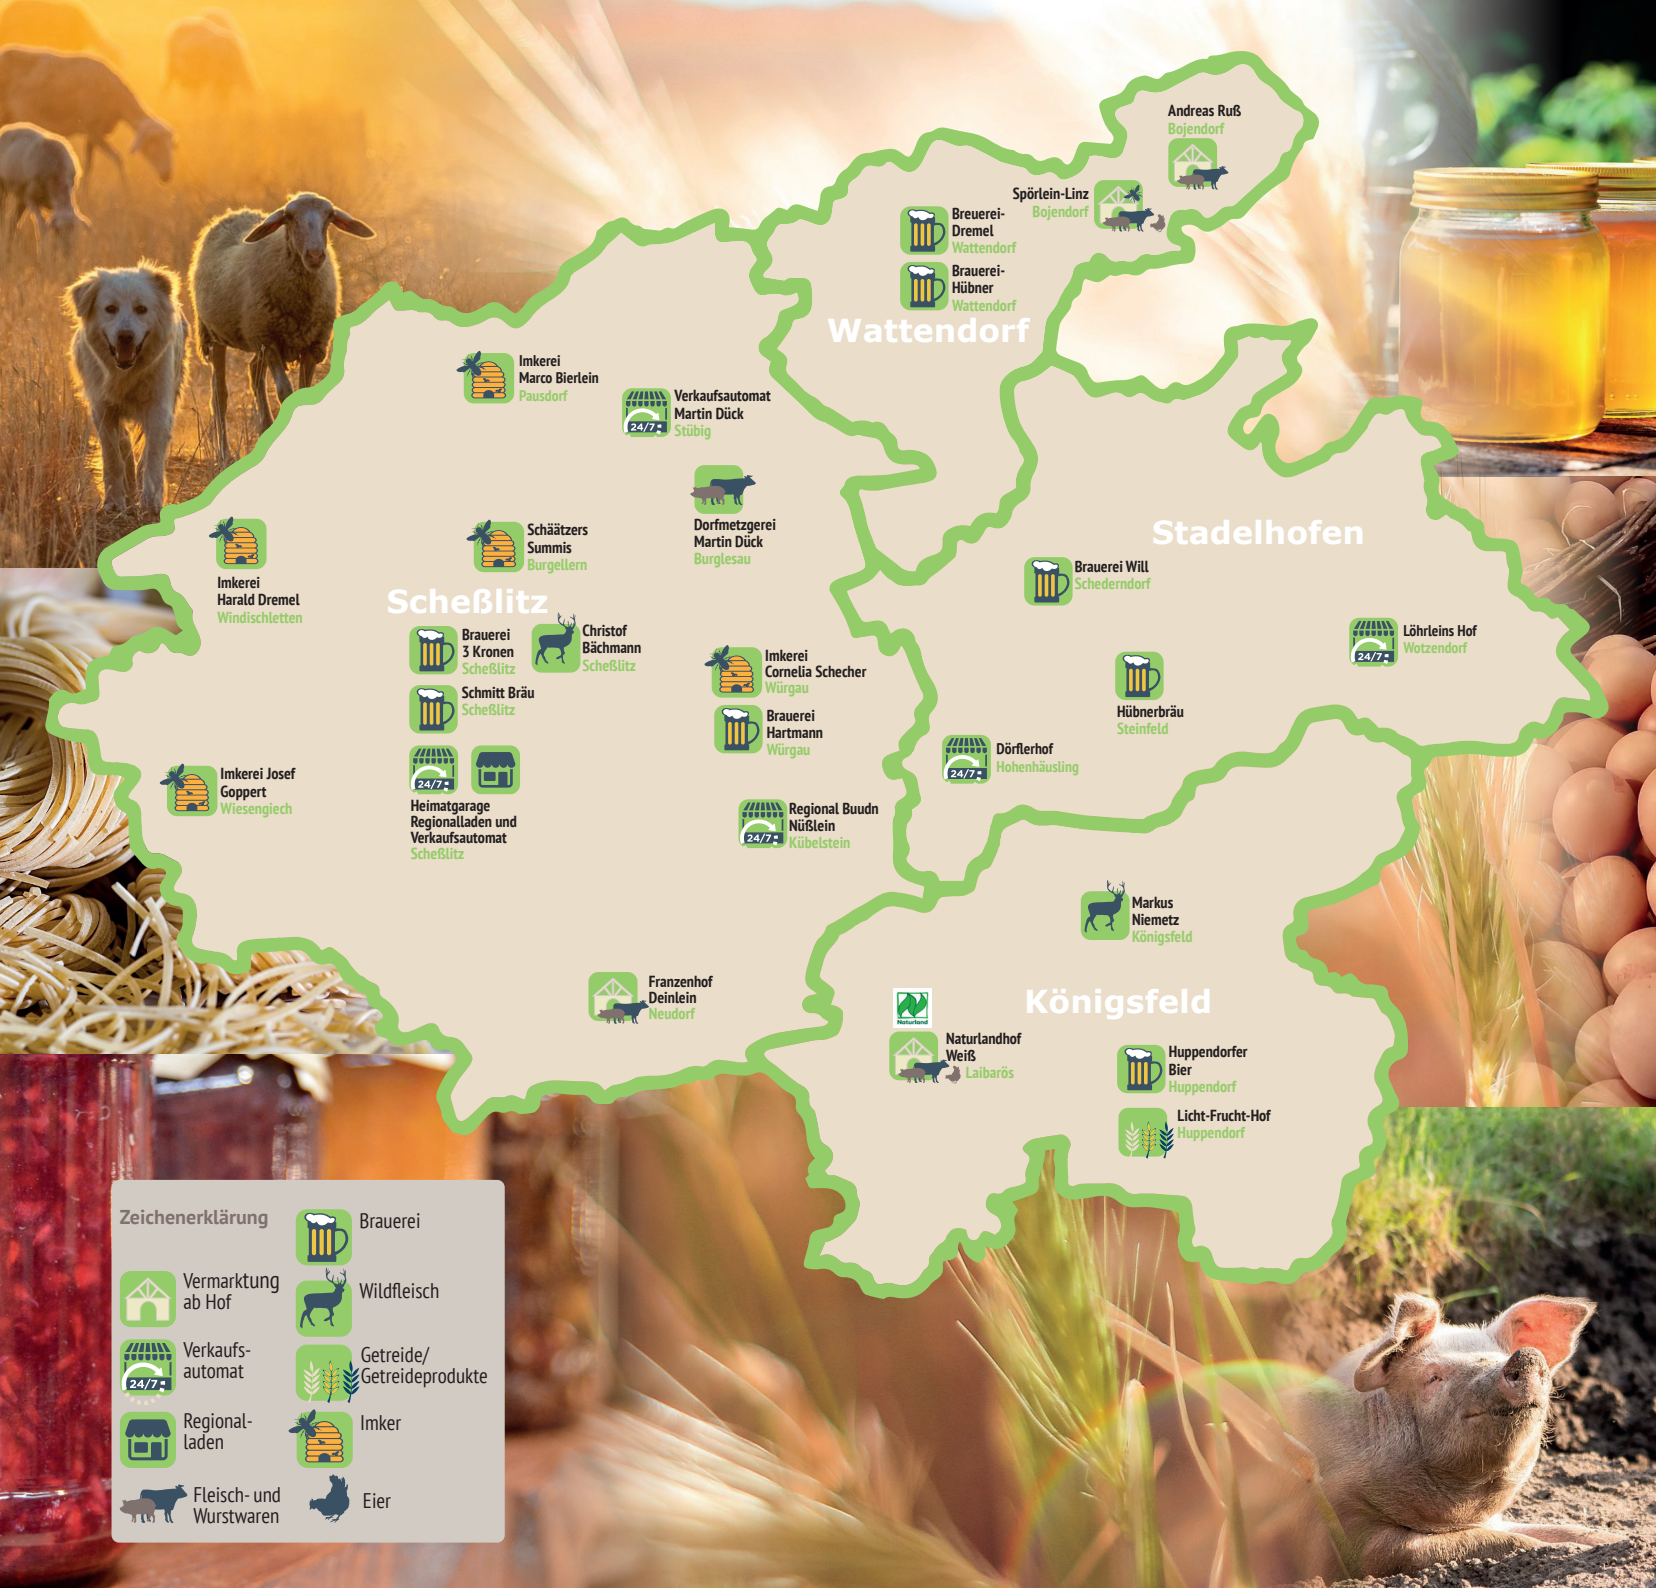 Andreas Ruß
Bojendorf
Spörlein-Linz
Bojendorf
Breuerei-
Dremel
Wattendorf
Brauerei-
Hübner
Wattendorf
Wattendorf
Imkerei
Marco Bierlein
Pausdorf
Verkaufsautomat
Martin Dück
Stübig
24/7
Dorfmetzgerei
Martin Dück
Burglesau
Schäätzers
Summis
Burgellern
Imkerei
Harald Dremel
Windischletten
Scheßlitz
Brauerei
3 Kronen
Scheßlitz
Christof
Bächmann
Scheßlitz
Schmitt Bräu
Scheßlitz
Imkerei
Cornelia Schecher
Würgau
Brauerei
Hartmann
Würgau
Imkerei Josef
Goppert
Wiesengiech
24/7
Heimatgarage
Regionalladen und
Verkaufsautomat
Scheßlitz
Regional Buudn
Nüßlein
Kübelstein
24/7
Franzenhof
Deinlein
Neudorf
Stadelhofen
Brauerei Will
Schederndorf
Löhrleins Hof
Wotzendorf
24/7
Hübnerbräu
Steinfeld
Dörflerhof
Hohenhäusling
24/7
Markus
Niemetz
Königsfeld
Königsfeld
Naturland
Naturlandhof
Weiß
Laibarös
Huppendorfer
Bier
Huppendorf
Licht-Frucht-Hof
Huppendorf
Zeichenerklärung
Vermarktung
ab Hof
Verkaufs-
automat
24/7
Regional-
laden
Fleisch- und
Wurstwaren
Brauerei
Wildfleisch
Getreide/
Getreideprodukte
Imker
Eier